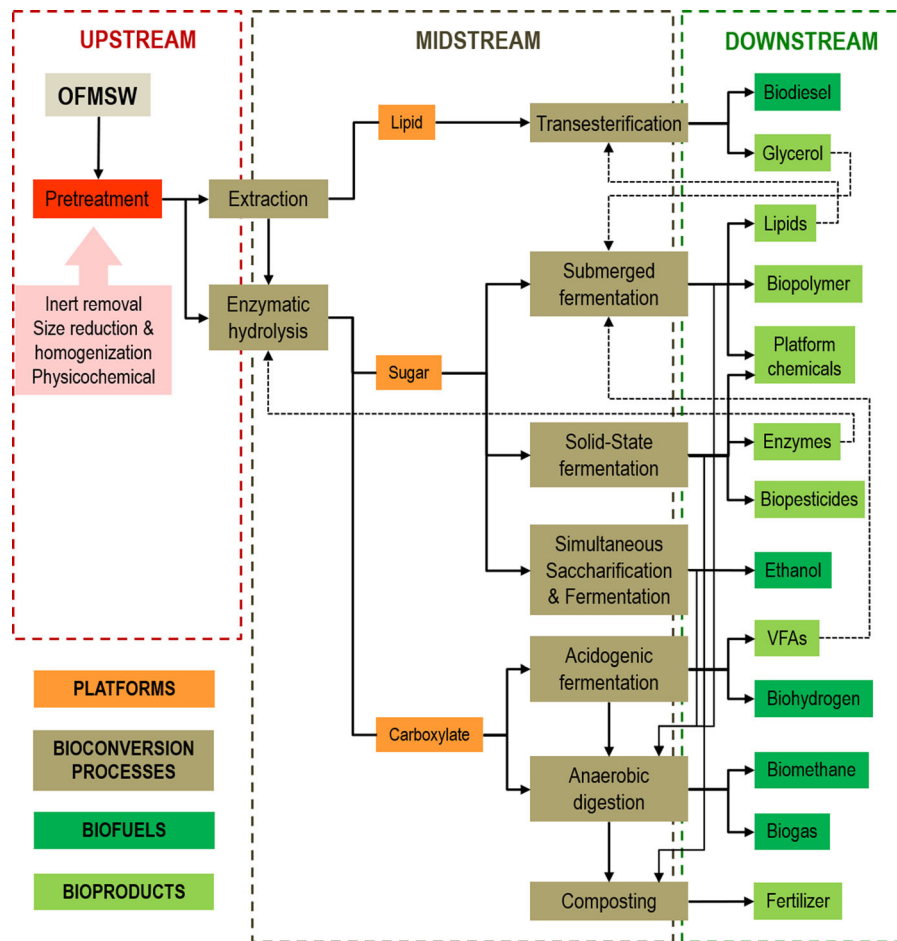 UPSTREAM
MIDSTREAM
DOWNSTREAM
OFMSW
Pretreatment
Inert removal
Size reduction &
homogenization
Physicochemical
Extraction
Enzymatic
hydrolysis
Lipid
Sugar
Carboxylate
Transesterification
Submerged
fermentation
Solid-State
fermentation
Simultaneous
Saccharification
& Fermentation
Acidogenic
fermentation
Anaerobic
digestion
Composting
Biodiesel
Glycerol
Lipids
Biopolymer
Platform
chemicals
Enzymes
Biopesticides
Ethanol
VFAs
Biohydrogen
Biomethane
Biogas
Fertilizer
PLATFORMS
BIOCONVERSION
PROCESSES
BIOFUELS
BIOPRODUCTS